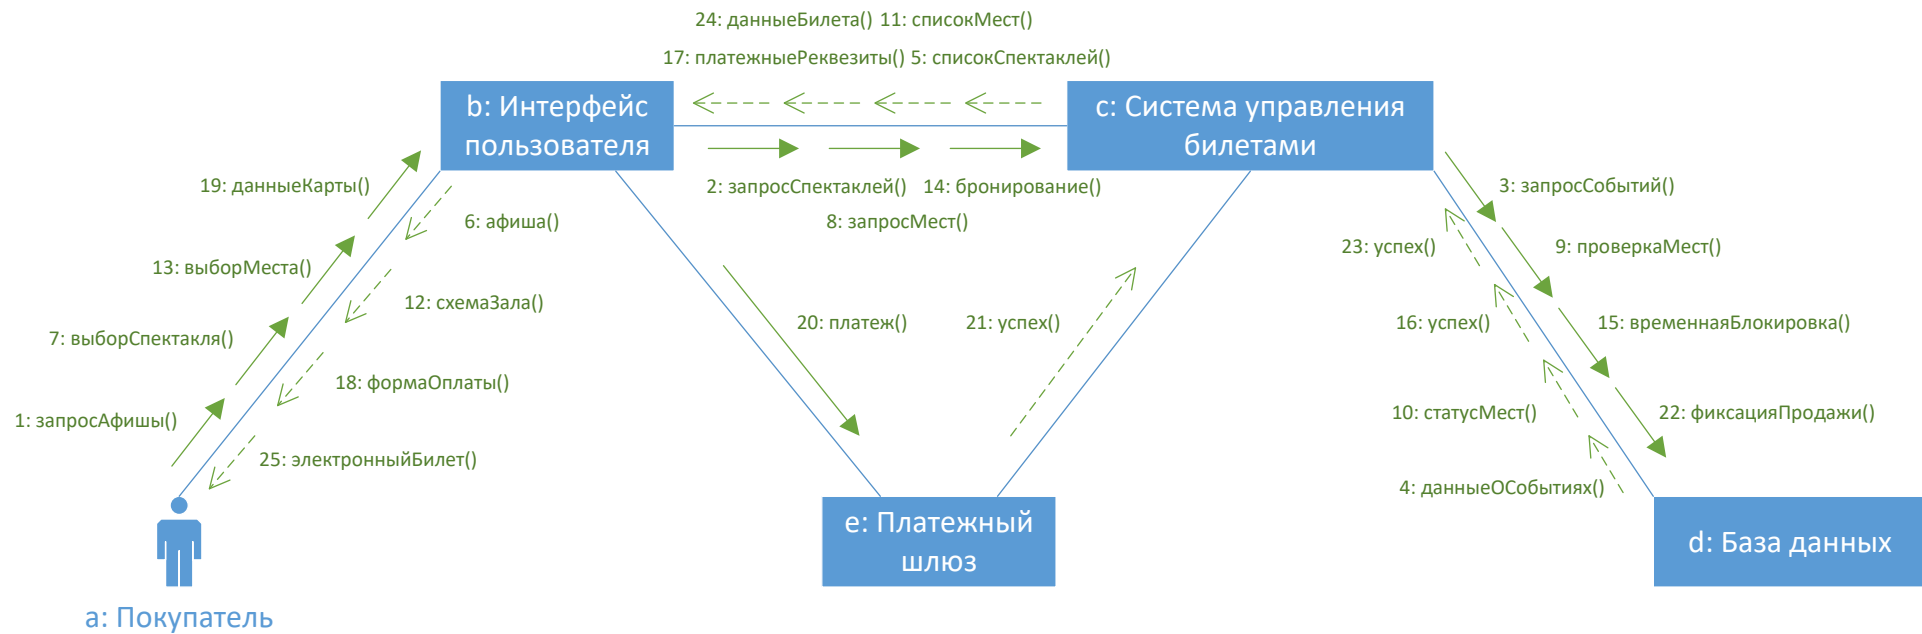 24: данныеБилета() 11: списокМест()
17: платежныеРеквезиты() 5: списокСпектаклей()
b: Интерфейс
пользователя
c: Система управления
билетами
19: данныеКарты()
2: запросСпектаклей() 14: бронирование()
3: запросСобытий()
6: афиша()
8: запросМест()
23: успех()
9: проверкаМест()
13: выборМеста()
12: схемаЗала()
20: платеж()
21: успех()
16: успех()
15: временнаяБлокировка()
7: выборСпектакля()
18: формаОплаты()
10: статусМест()
22: фиксацияПродажи()
1: запросАфишы()
25: электронныйБилет()
4: данныеОСобытиях()
e: Платежный
шлюз
d: База данных
a: Покупатель